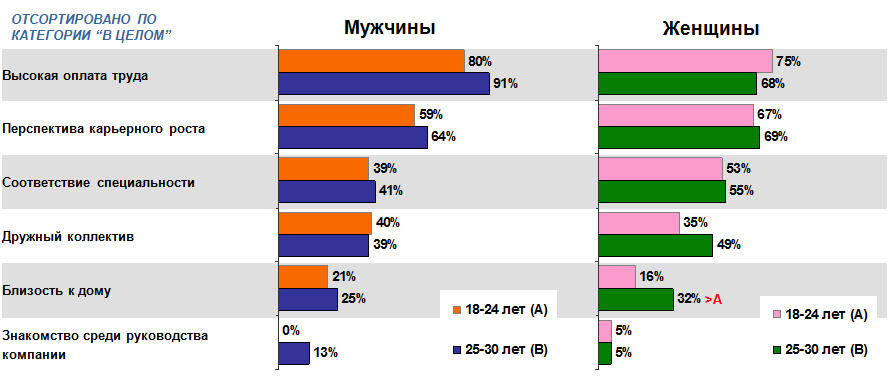 ОТСОРТИРОВАНО ПО
КАТЕГОРИИ “В ЦЕЛОМ”
Мужчины
Женщины
Высокая оплата труда
80%
91%
75%
68%
Перспектива карьерного роста
59%
64%
67%
69%
Соответствие специальности
39%
41%
53%
55%
Дружный коллектив
40%
39%
35%
49%
Близость к дому
21%
25%
16%
32% >A
Знакомство среди руководства
компании
0%
13%
5%
5%
18-24 лет (A)
25-30 лет (B)
18-24 лет (A)
25-30 лет (B)